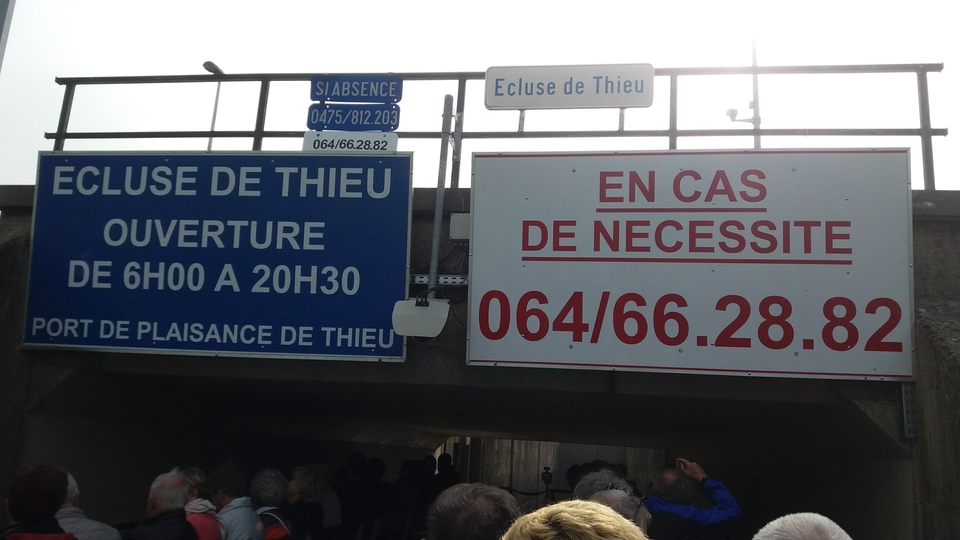 SI ABSENCE
0475/812.203
064/66.28.82
Ecluse de Thieu
ECLUSE DE THIEU
OUVERTURE
DE 6H00 A 20H30
PORT DE PLAISANCE DE THIEU
EN CAS
DE NECESSITE
064/66.28.82